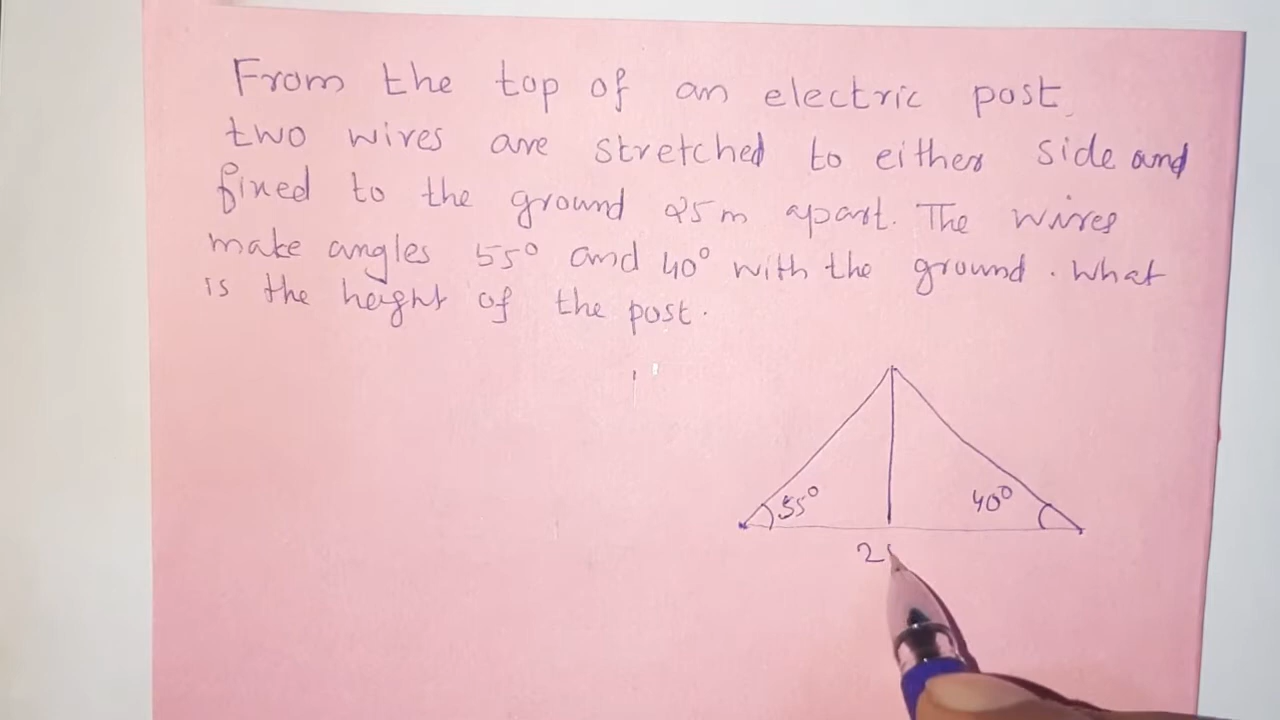 From the top of an electric post,
two wires are stretched to either side and
fixed to the ground 25m apart. The wires
make angles 55° and 40° with the ground. What
is the height of the post.
55° 40°
2